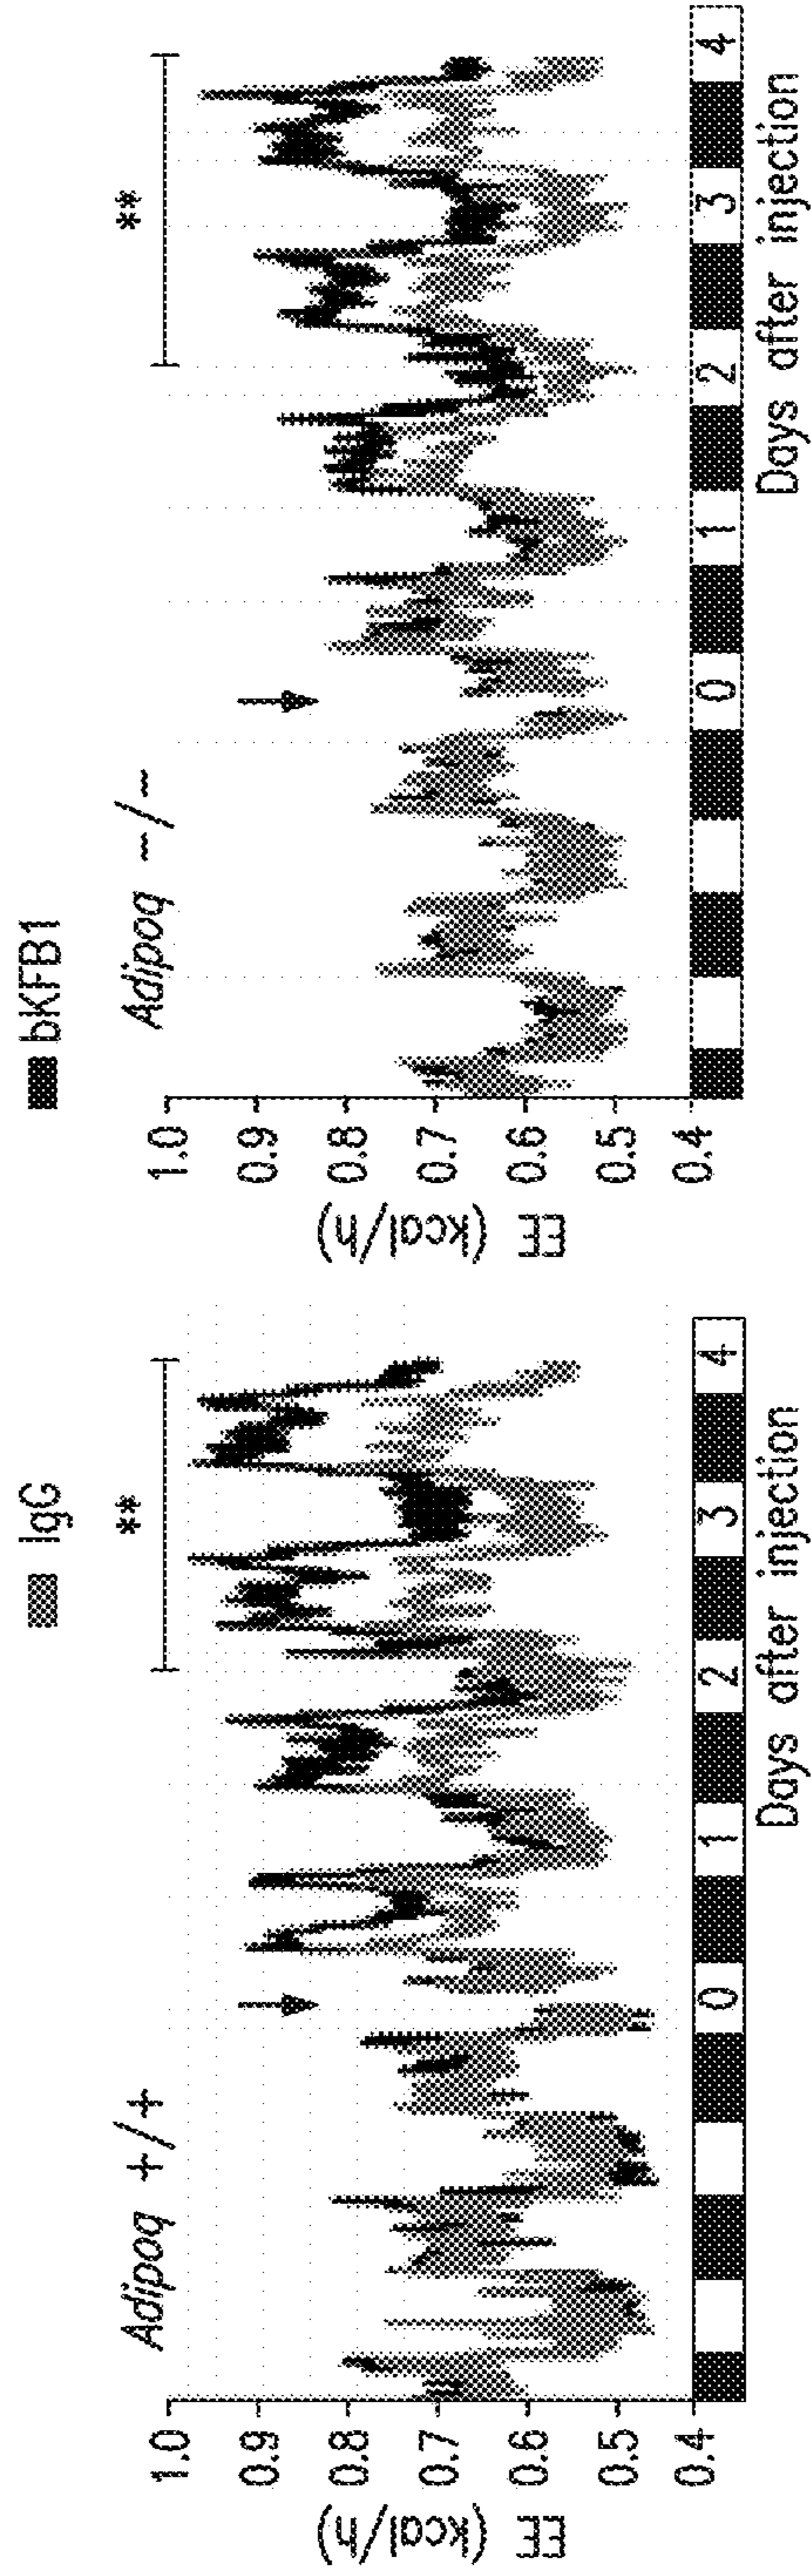 IgG
bKFB1
Adipoq +/+
**
EE (kcal/h)
1.0
0.9
0.8
0.7
0.6
0.5
0.4
0 1 2 3 4
Days after injection
Adipoq -/-
**
EE (kcal/h)
1.0
0.9
0.8
0.7
0.6
0.5
0.4
0 1 2 3 4
Days after injection